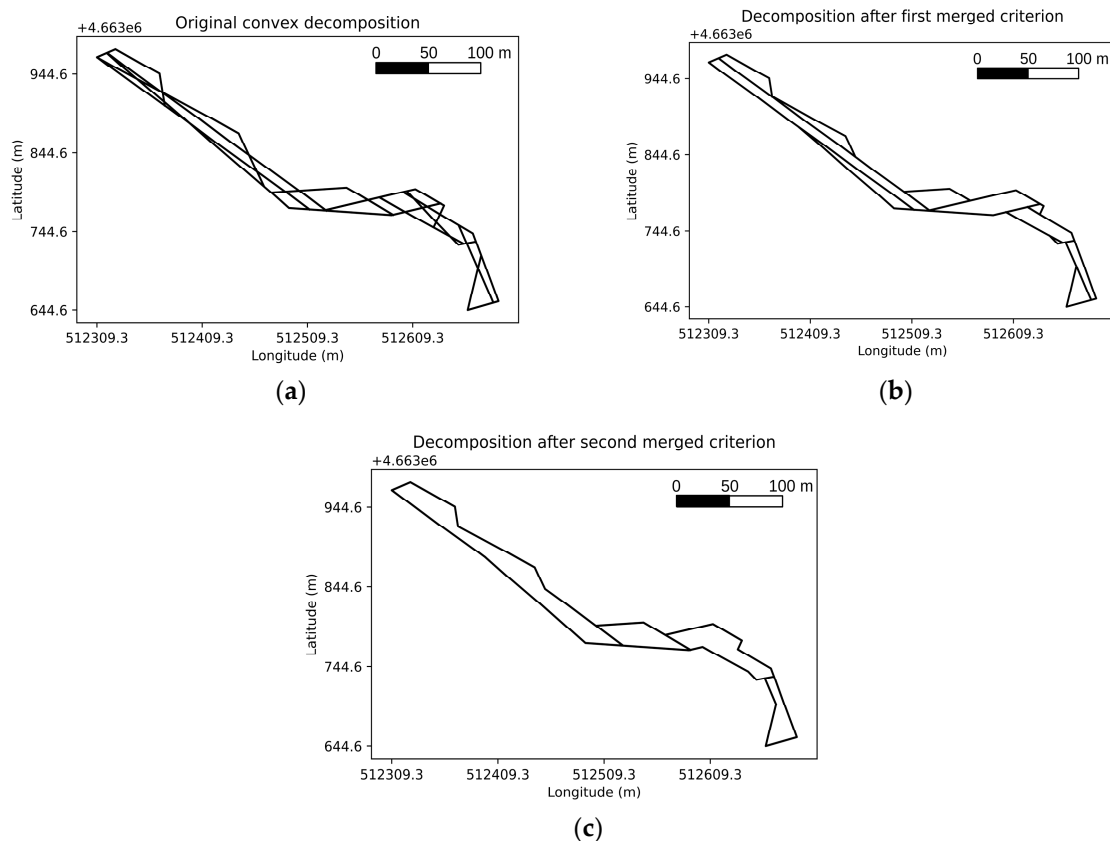 Original convex decomposition
+4.663e6
0 50 100 m
944.6
844.6
744.6
644.6
Latitude (m)
512309.3 512409.3 512509.3 512609.3
Longitude (m)
(a)
Decomposition after first merged criterion
+4.663e6
0 50 100 m
944.6
844.6
744.6
644.6
Latitude (m)
512309.3 512409.3 512509.3 512609.3
Longitude (m)
(b)
Decomposition after second merged criterion
+4.663e6
0 50 100 m
944.6
844.6
744.6
644.6
Latitude (m)
512309.3 512409.3 512509.3 512609.3
Longitude (m)
(c)